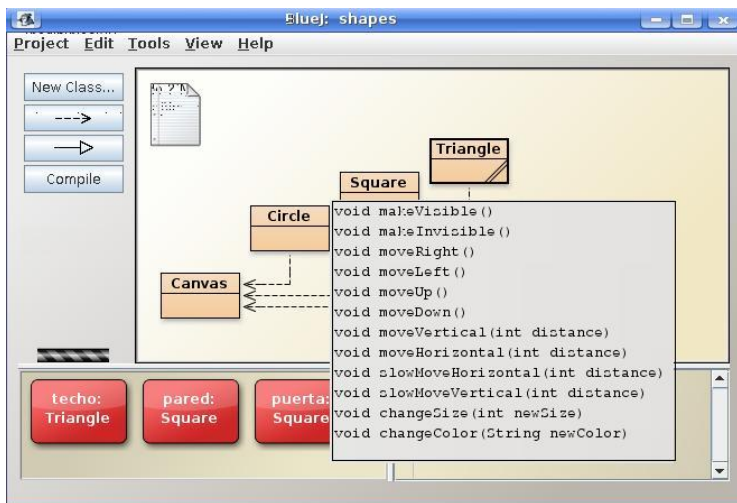 BlueJ: shapes
Project Edit Tools View Help
New Class...
Compile
Triangle
Square
Circle
Canvas
void makeVisible()
void makeInvisible()
void moveRight()
void moveLeft()
void moveUp()
void moveDown()
void moveVertical(int distance)
void moveHorizontal(int distance)
void slowMoveHorizontal(int distance)
void slowMoveVertical(int distance)
void changeSize(int newSize)
void changeColor(String newColor)
techo:
Triangle
pared:
Square
puerta:
Square